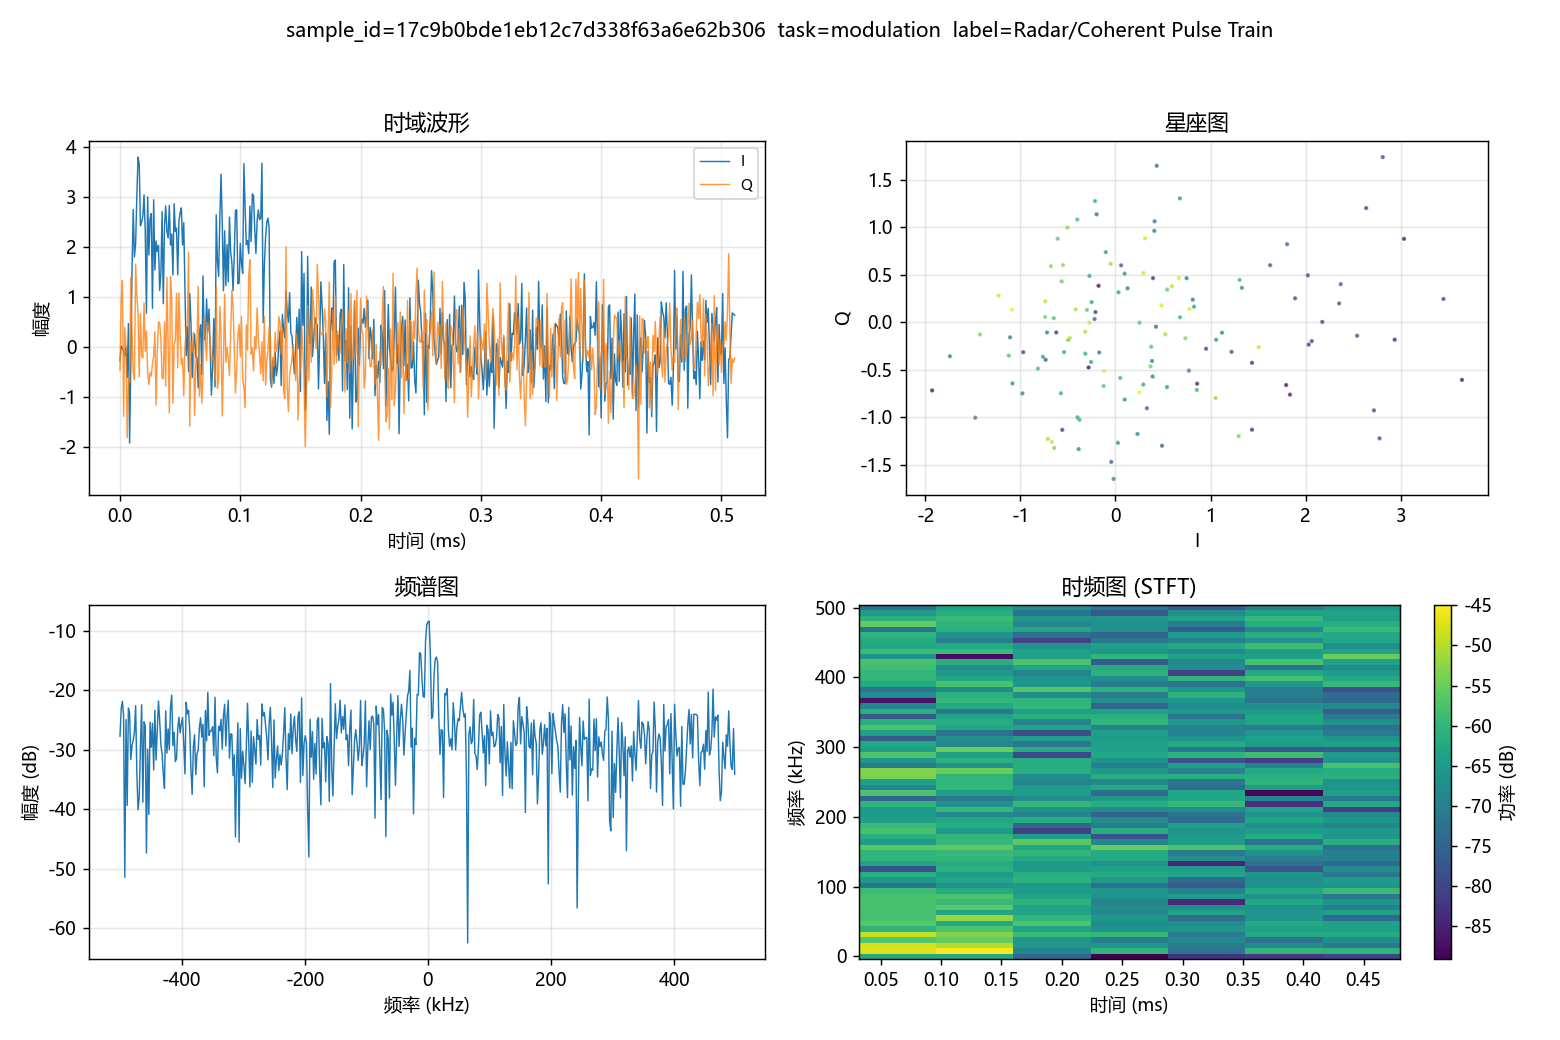 sample_id=17c9b0bde1eb12c7d338f63a6e62b306  task=modulation  label=Radar/Coherent Pulse Train
时域波形
4
3
2
1
0
-1
-2
幅度
I
Q
0.0 0.1 0.2 0.3 0.4 0.5
时间 (ms)
星座图
1.5
1.0
0.5
0.0
-0.5
-1.0
-1.5
Q
-2 -1 0 1 2 3
I
频谱图
-10
-20
-30
-40
-50
-60
幅度 (dB)
-400 -200 0 200 400
频率 (kHz)
时频图 (STFT)
500
400
300
200
100
0
频率 (kHz)
0.05 0.10 0.15 0.20 0.25 0.30 0.35 0.40 0.45
时间 (ms)
-45
-50
-55
-60
-65
-70
-75
-80
-85
功率 (dB)